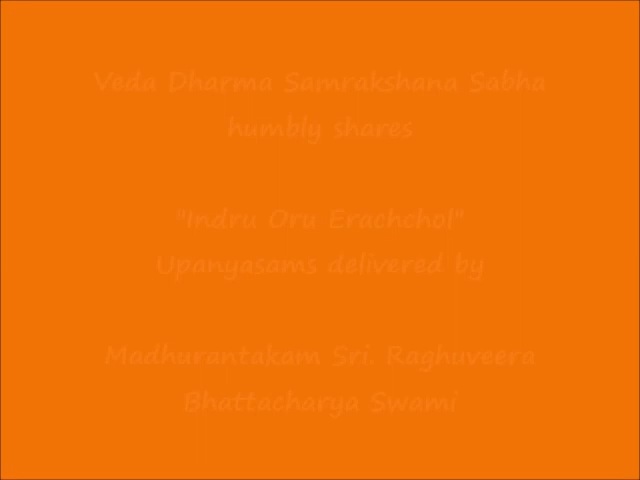 Veda Dharma Samrakshana Sabha
humbly shares
"Indru Oru Erachchol"
Upanyasams delivered by
Madhurantakam Sri. Raghuveera
Bhattacharya Swami